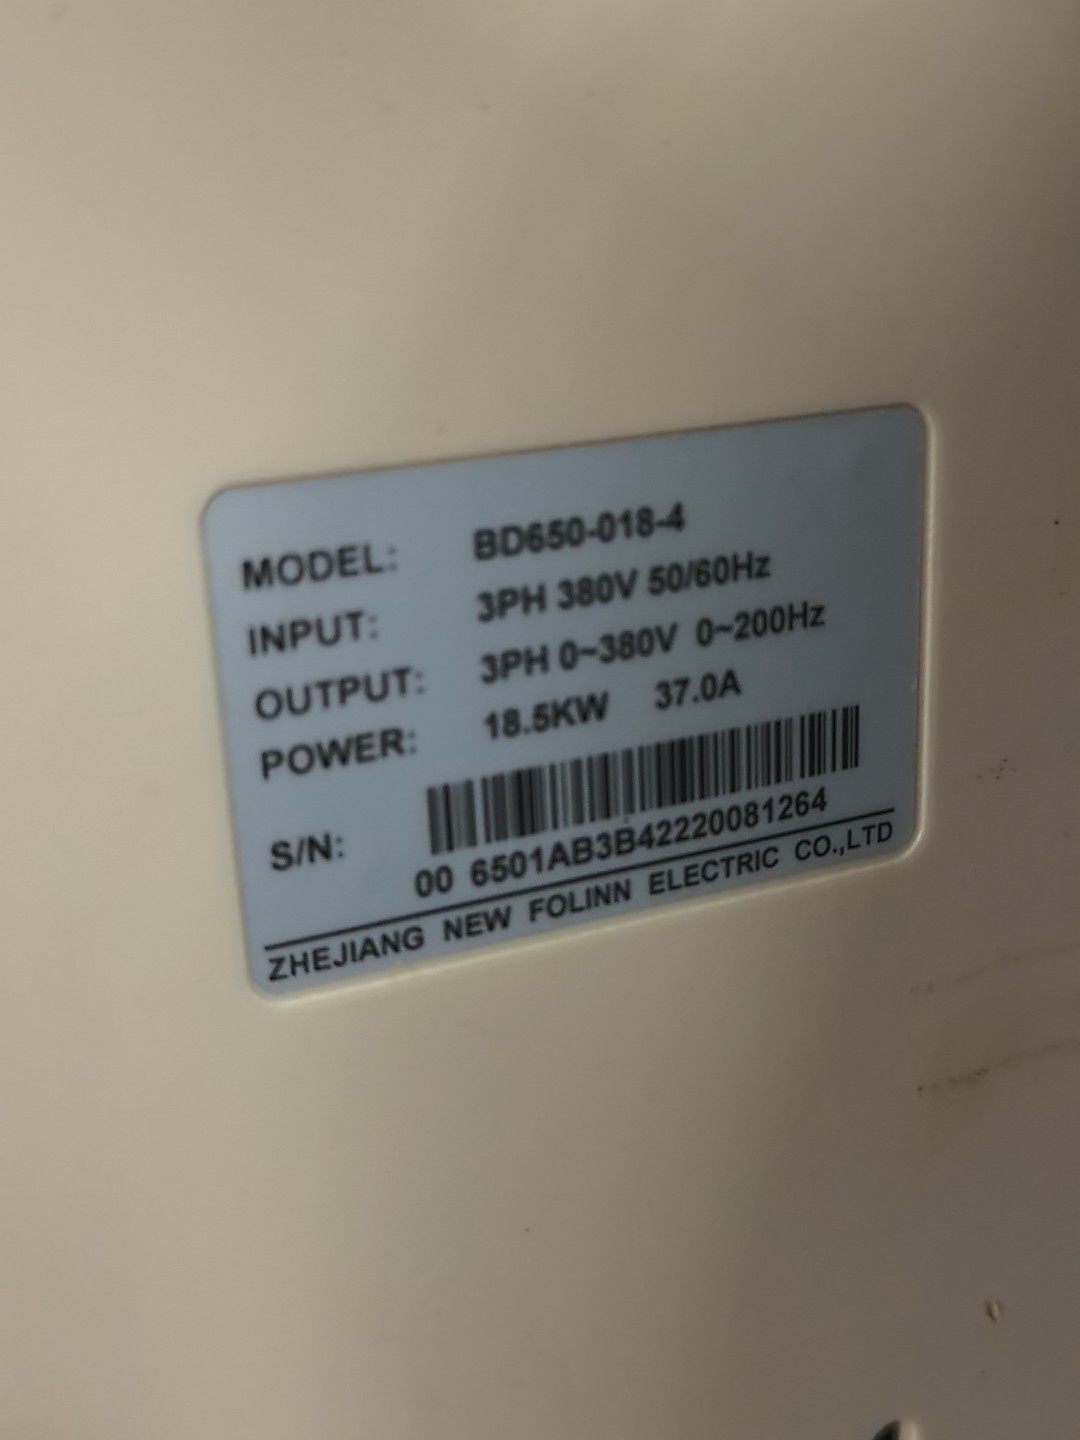 MODEL: BD650-018-4
INPUT: 3PH 380V 50/60Hz
OUTPUT: 3PH 0~380V 0~200Hz
POWER: 18.5KW 37.0A
S/N:
00 6501AB3B42220081264
ZHEJIANG NEW FOLINN ELECTRIC CO.,LTD